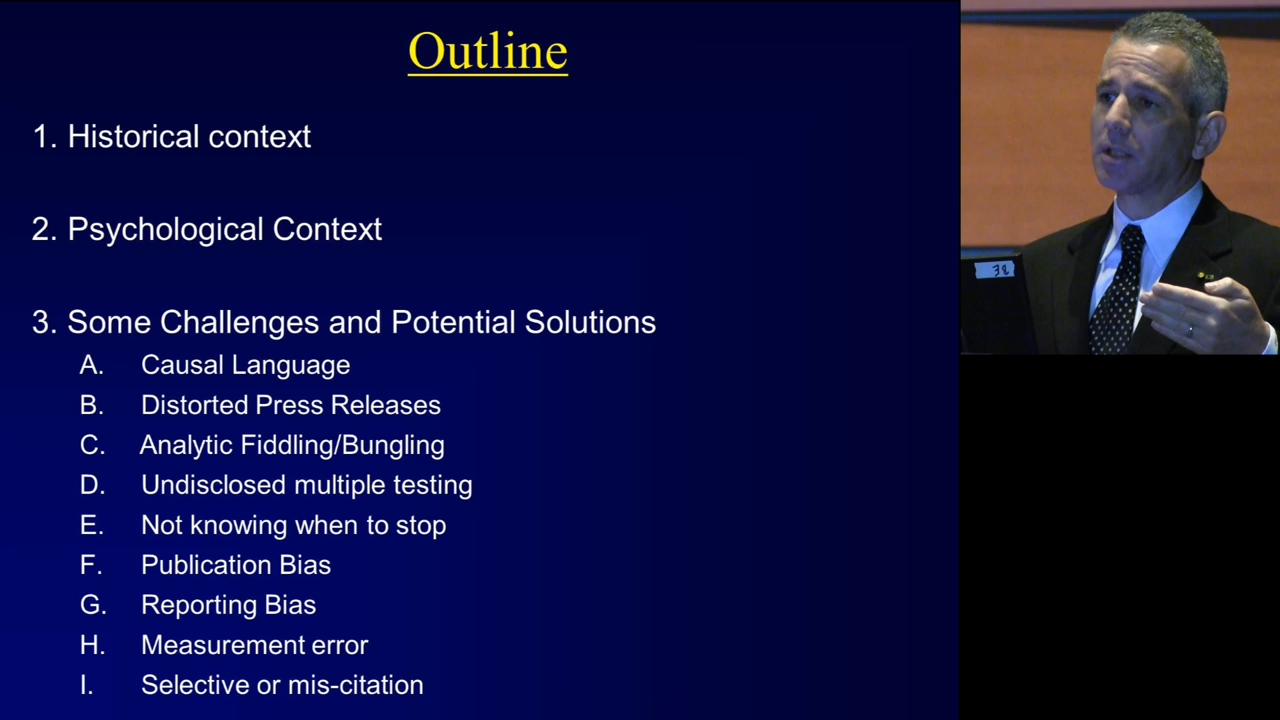 Outline
1. Historical context
2. Psychological Context
3. Some Challenges and Potential Solutions
A. Causal Language
B. Distorted Press Releases
C. Analytic Fiddling/Bungling
D. Undisclosed multiple testing
E. Not knowing when to stop
F. Publication Bias
G. Reporting Bias
H. Measurement error
I. Selective or mis-citation
38